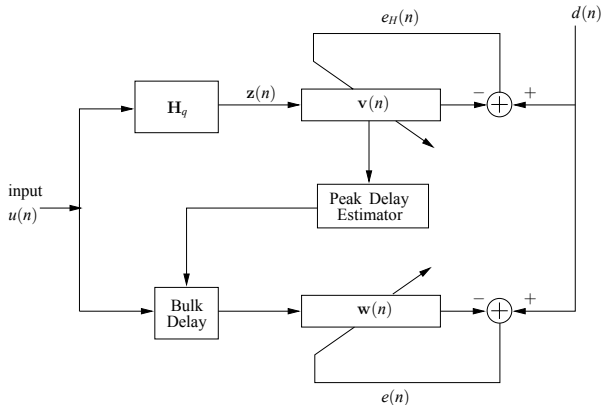 e_H(n)
d(n)
H_q
z(n)
v(n)
−
+
+
input
u(n)
Peak Delay
Estimator
Bulk
Delay
w(n)
−
+
+
e(n)